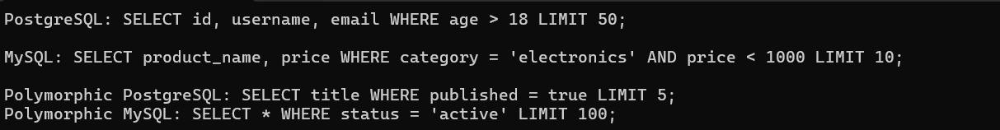 PostgreSQL: SELECT id, username, email WHERE age > 18 LIMIT 50;
MySQL: SELECT product_name, price WHERE category = 'electronics' AND price < 1000 LIMIT 10;
Polymorphic PostgreSQL: SELECT title WHERE published = true LIMIT 5;
Polymorphic MySQL: SELECT * WHERE status = 'active' LIMIT 100;